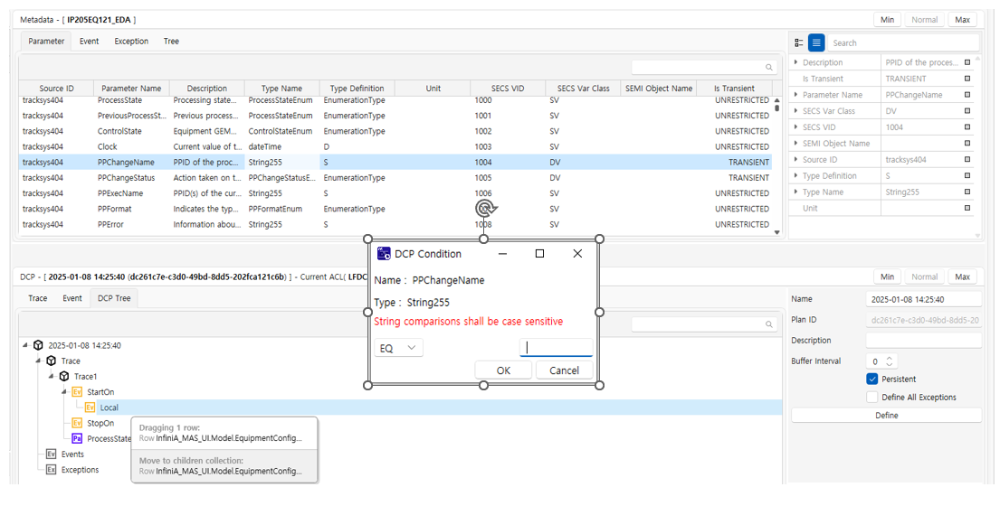 Metadata - [ IP205EQ121_EDA ] Min Normal Max
Parameter Event Exception Tree
Search
Source ID Parameter Name Description Type Name Type Definition Unit SECS VID SECS Var Class SEMI Object Name Is Transient
tracksys404 ProcessState Processing state... ProcessStateEnum EnumerationType 1000 SV UNRESTRICTED
tracksys404 PreviousProcessSt... Previous process... ProcessStateEnum EnumerationType 1001 SV UNRESTRICTED
tracksys404 ControlState Equipment GEM... ControlStateEnum EnumerationType 1002 SV UNRESTRICTED
tracksys404 Clock Current value of t... dateTime D 1003 SV UNRESTRICTED
tracksys404 PPChangeName PPID of the proc... String255 S 1004 DV TRANSIENT
tracksys404 PPChangeStatus Action taken on t... PPChangeStatusE... EnumerationType 1005 DV TRANSIENT
tracksys404 PPExecName PPID(s) of the cur... String255 S 1006 SV UNRESTRICTED
tracksys404 PPFormat Indicates the typ... PPFormatEnum EnumerationType SV UNRESTRICTED
tracksys404 PPError Information abou... String255 S 1008 SV UNRESTRICTED
Description PPID of the proces...
Is Transient TRANSIENT
Parameter Name PPChangeName
SECS Var Class DV
SECS VID 1004
SEMI Object Name
Source ID tracksys404
Type Definition S
Type Name String255
Unit
DCP Condition
Name : PPChangeName
Type : String255
String comparisons shall be case sensitive
EQ
OK Cancel
DCP - [ 2025-01-08 14:25:40 (dc261c7e-c3d0-49bd-8dd5-202fca121c6b) ] - Current ACL( LFDC Min Normal Max
Trace Event DCP Tree
2025-01-08 14:25:40
Trace
Trace1
Ev StartOn
Ev Local
Ev StopOn
Pa ProcessState
Ev Events
Ex Exceptions
Dragging 1 row:
Row InfiniA_MAS_UI.Model.EquipmentConfig...
Move to children collection:
Row InfiniA_MAS_UI.Model.EquipmentConfig...
Name 2025-01-08 14:25:40
Plan ID dc261c7e-c3d0-49bd-8dd5-20
Description
Buffer Interval 0
Persistent
Define All Exceptions
Define